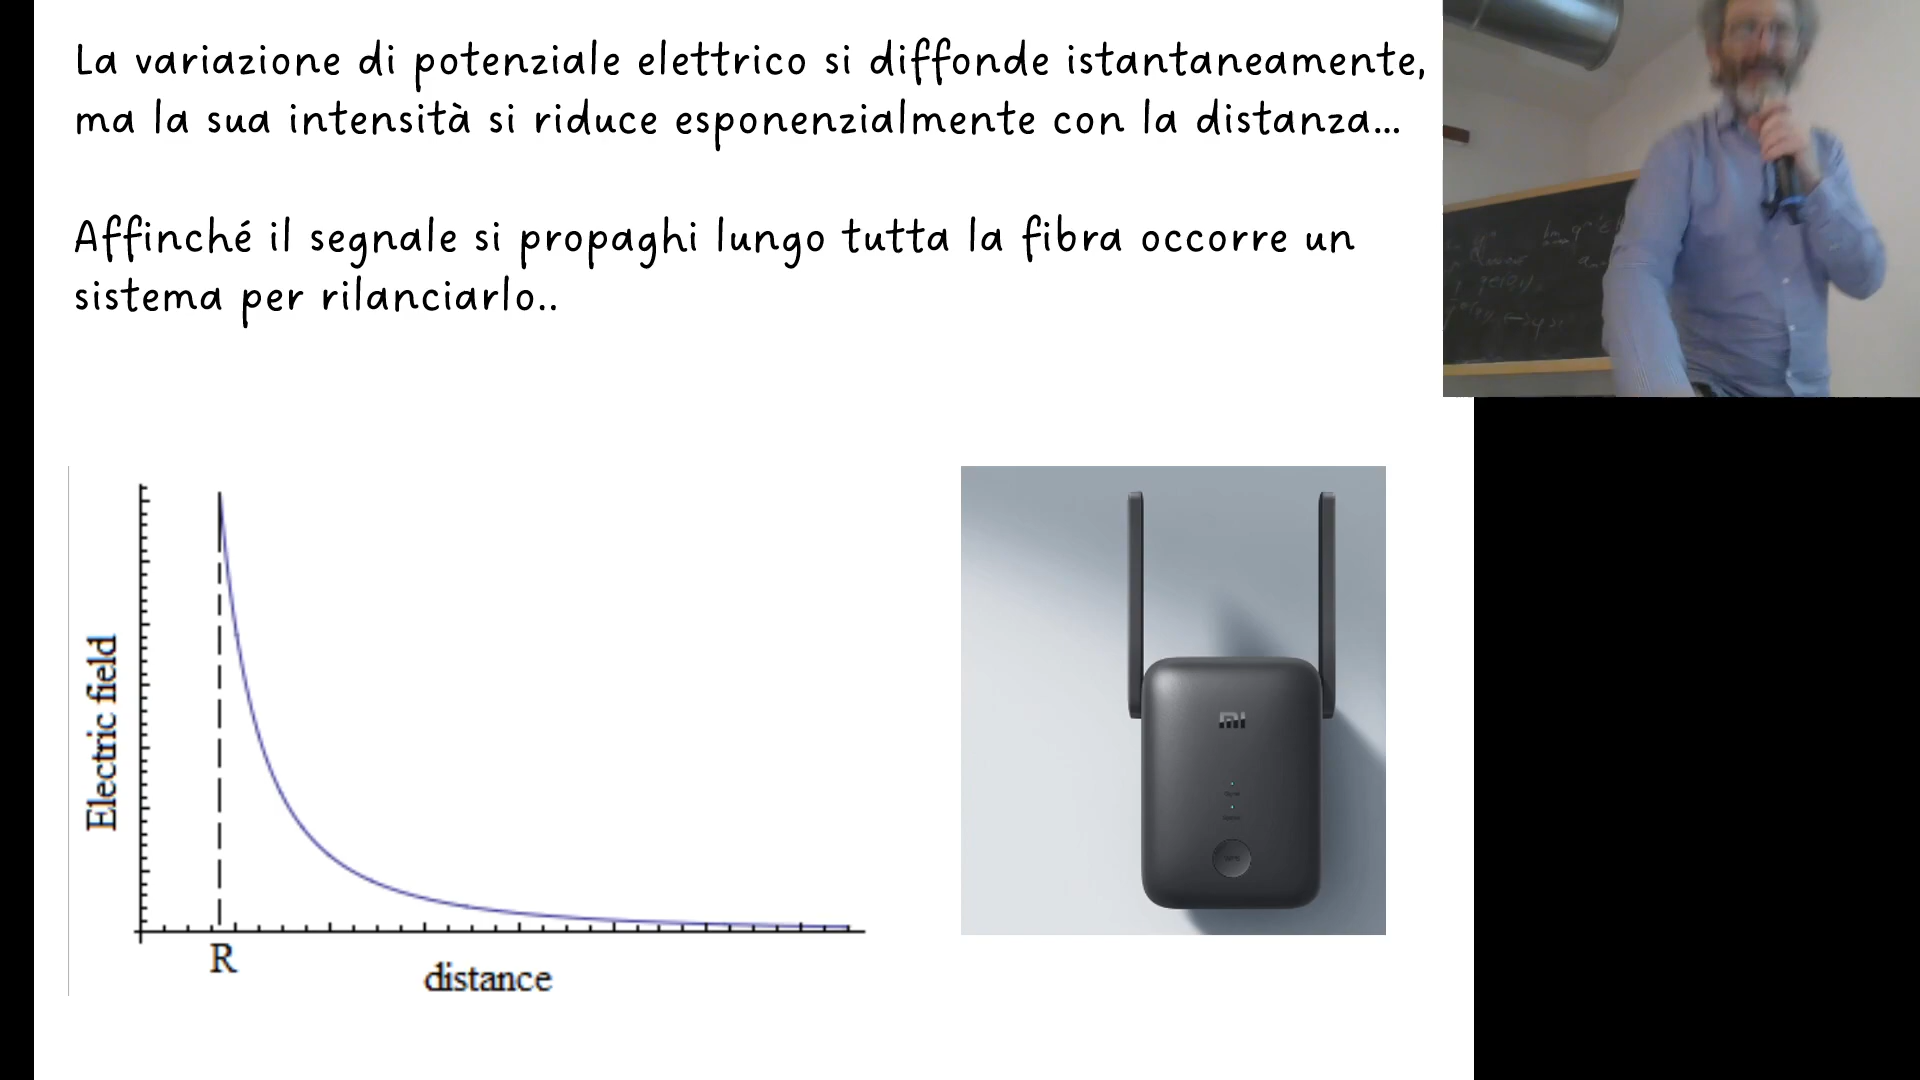 La variazione di potenziale elettrico si diffonde istantaneamente,
ma la sua intensità si riduce esponenzialmente con la distanza...
Affinché il segnale si propaghi lungo tutta la fibra occorre un
sistema per rilanciarlo..
Electric field
R
distance
MI